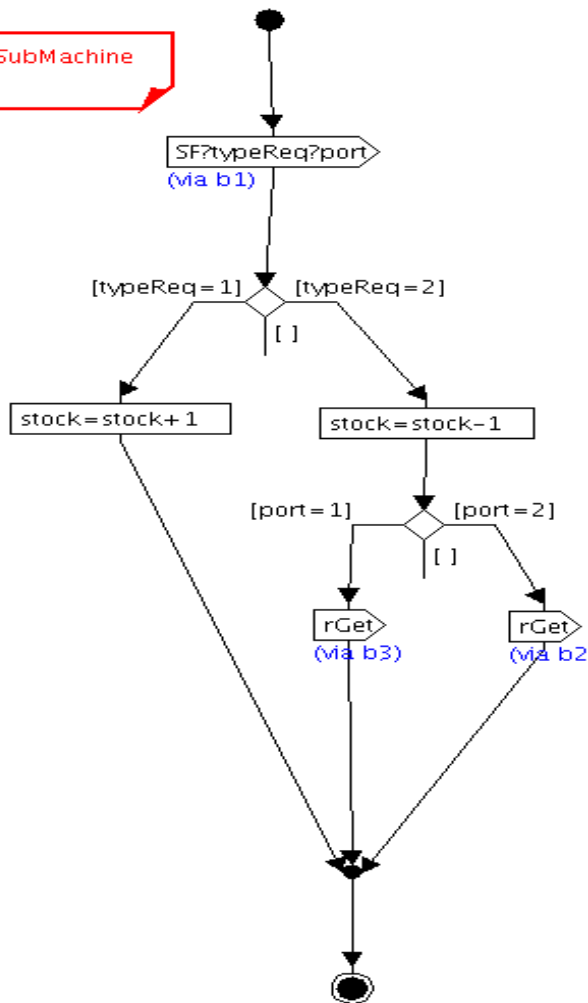 SubMachine
SF?typeReq?port
(via b1)
[typeReq=1] [typeReq=2]
[ ]
stock=stock+1
stock=stock-1
[port=1] [port=2]
[ ]
rGet rGet
(via b3) (via b2